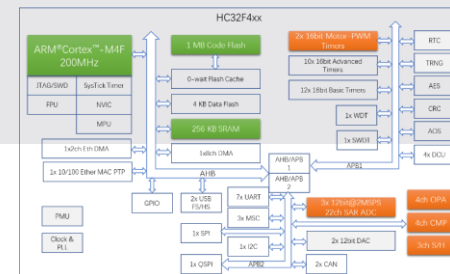 HC32F4xx
ARM®Cortex™-M4F
200MHz
JTAG/SWD
SysTick Timer
FPU
NVIC
MPU
1x2ch Eth DMA
1x 10/100 Ether MAC PTP
1 MB Code Flash
0-wait Flash Cache
4 KB Data Flash
256 KB SRAM
1x8ch DMA
AHB
2x 16bit Motor-PWM
Timers
10x 16bit Advanced
Timers
12x 16bit Basic Timers
1x WDT
1x SWDT
RTC
TRNG
AES
CRC
AOS
4x DCU
APB1
AHB/APB
1
AHB/APB
2
GPIO
2x USB
FS/HS
7x UART
3x MSC
1x SPI
1x I2C
1x QSPI
APB2
PMU
Clock &
PLL
3x 12bit@2MSPS
22ch SAR ADC
2x 12bit DAC
2x CAN
4ch OPA
4ch CMP
3ch S/H